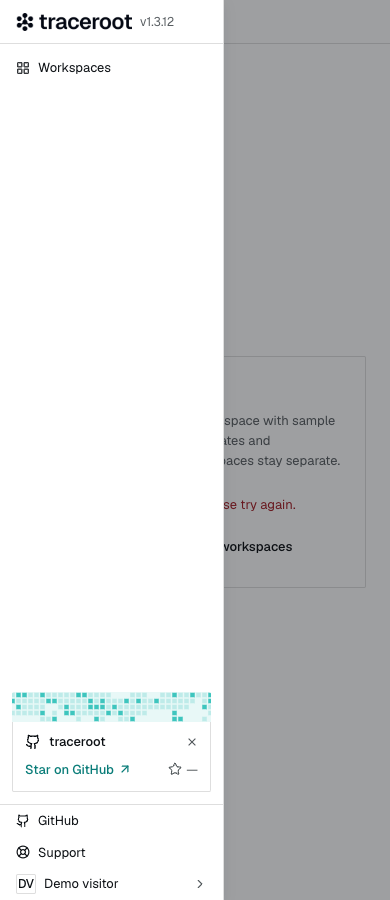 traceroot v1.3.12
Workspaces
space with sample
ates and
paces stay separate.
se try again.
workspaces
traceroot
Star on GitHub
—
GitHub
Support
DV Demo visitor